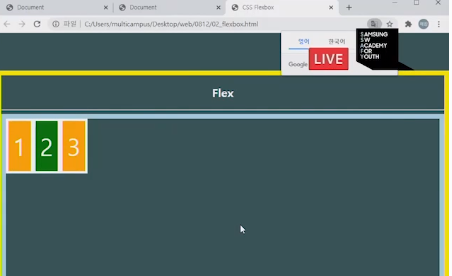 Document
Document
CSS Flexbox
파일
C:/Users/multicampus/Desktop/web/0812/02_flexbox.html
영어
한국어
Google
LIVE
SAMSUNG
SW
ACADEMY
FOR
YOUTH
Flex
1 2 3